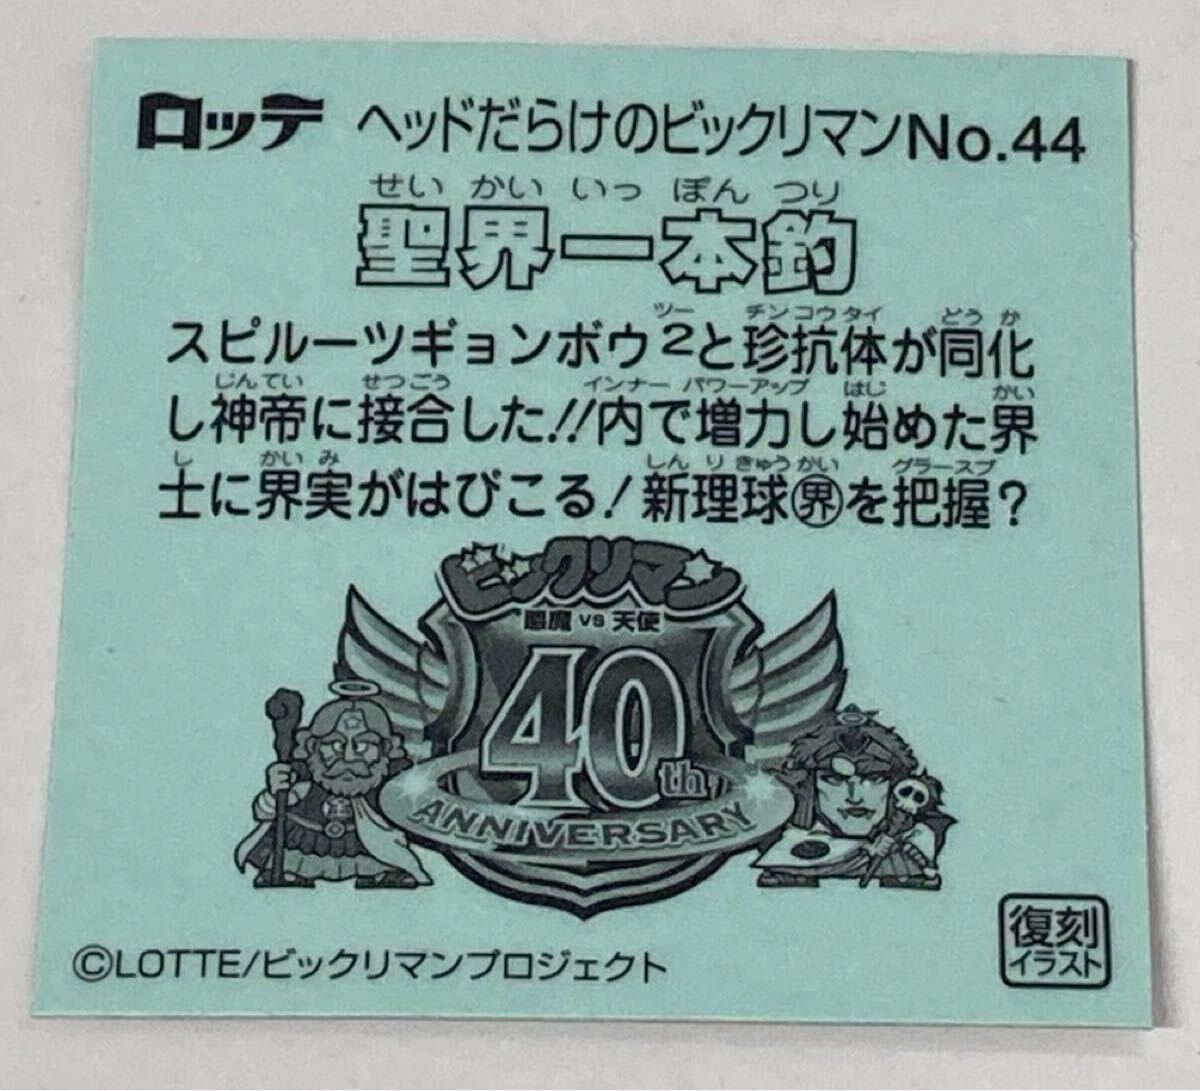 ロッテ ヘッドだらけのビックリマンNo.44
せい かい いっ ぽん つり
聖界一本釣
ツー チンコウタイ どうか
スピルーツギョンボウ2と珍抗体が同化
じんてい せつごう インナー パワーアップ はじ かい
し神帝に接合した!!内で増力し始めた界
し かいみ しんりきゅうかい グラースプ
士に界実がはびこる!新理球㊩を把握?
ビックリマン
悪魔 VS 天使
40th
ANNIVERSARY
©LOTTE/ビックリマンプロジェクト
復刻
イラスト